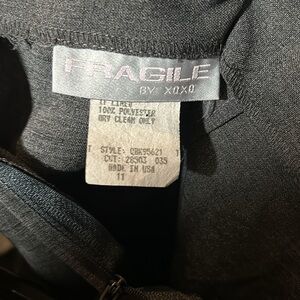 FRAGILE
BY XOXO
IF LINED
100% POLYESTER
DRY CLEAN ONLY
STYLE: CBK95621
CUT: 28503 035
MADE IN USA
11